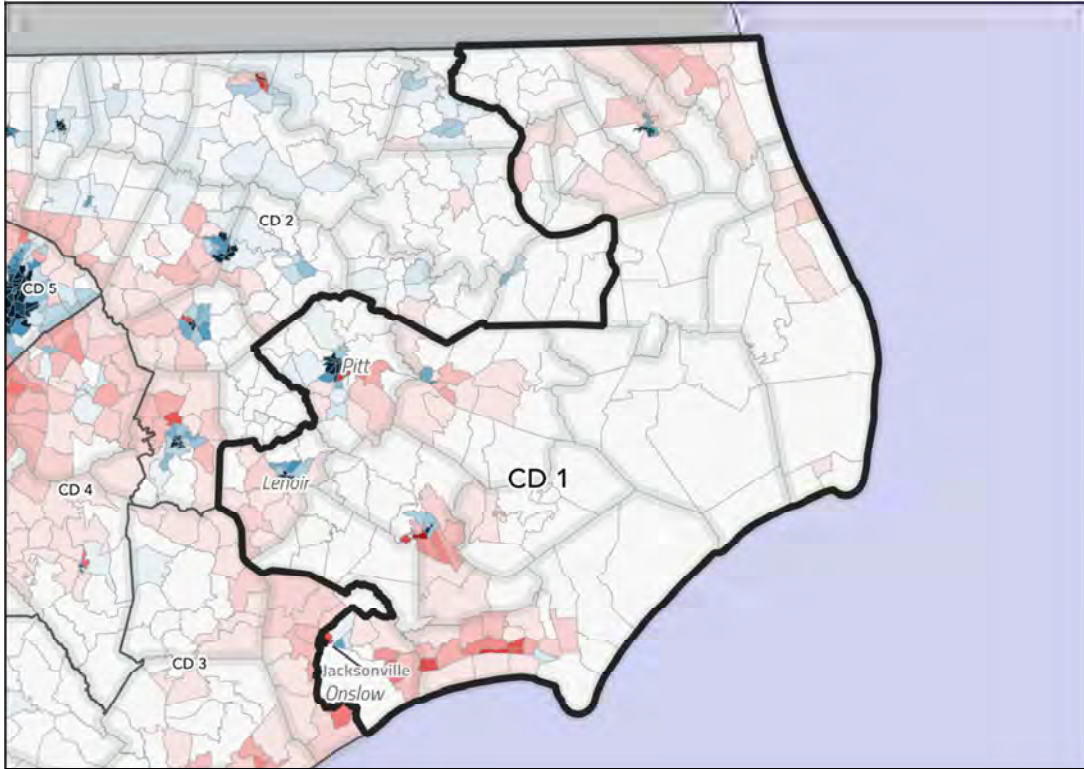 CD 2
CD 5
Pitt
CD 1
Lenoir
CD 4
CD 3
Jacksonville
Onslow